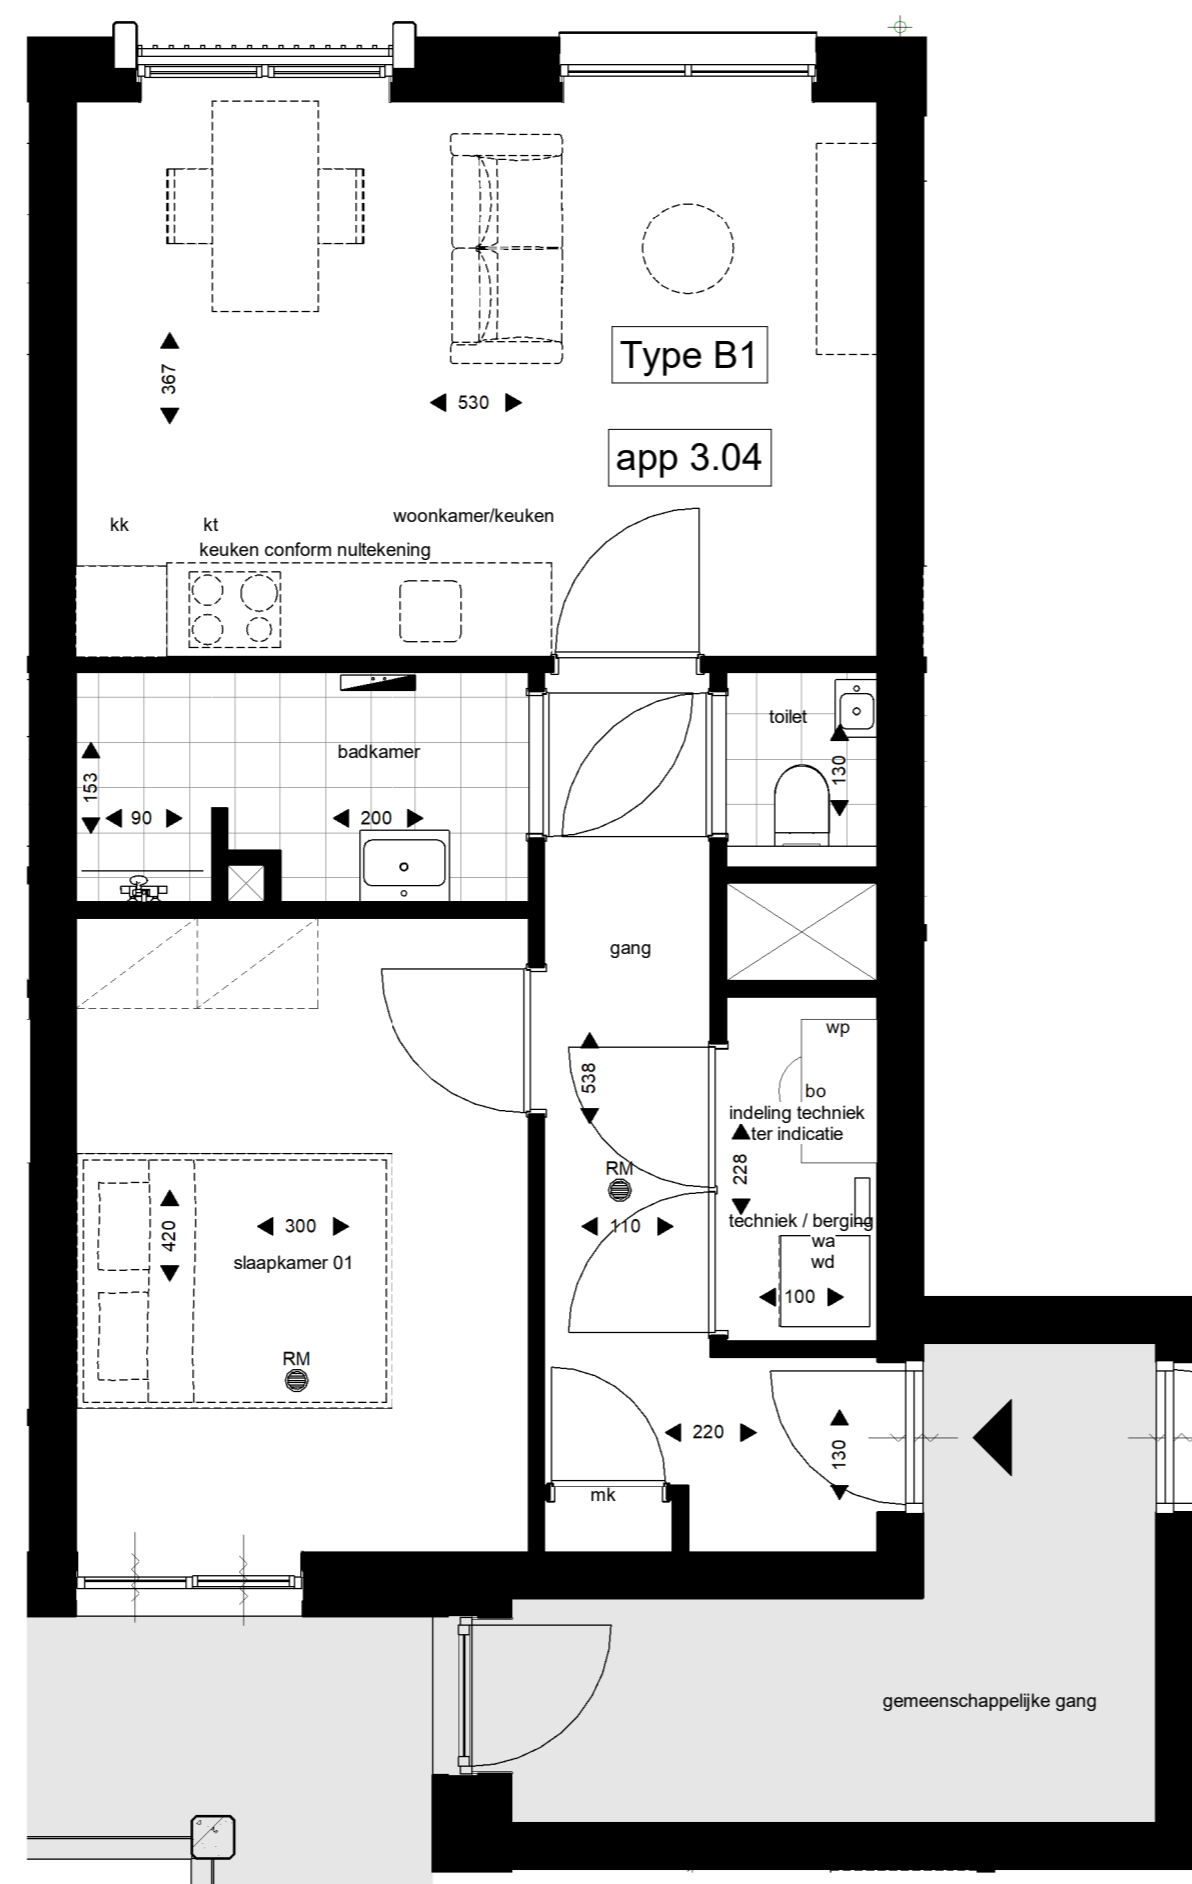 Type B1
367
530
app 3.04
woonkamer/keuken
kk
kt
keuken conform nultekening
toilet
badkamer
130
153
90
200
gang
wp
538
bo
indeling techniek
ter indicatie
228
RM
techniek / berging
420
300
110
wa
slaapkamer 01
wd
100
RM
220
130
mk
gemeenschappelijke gang